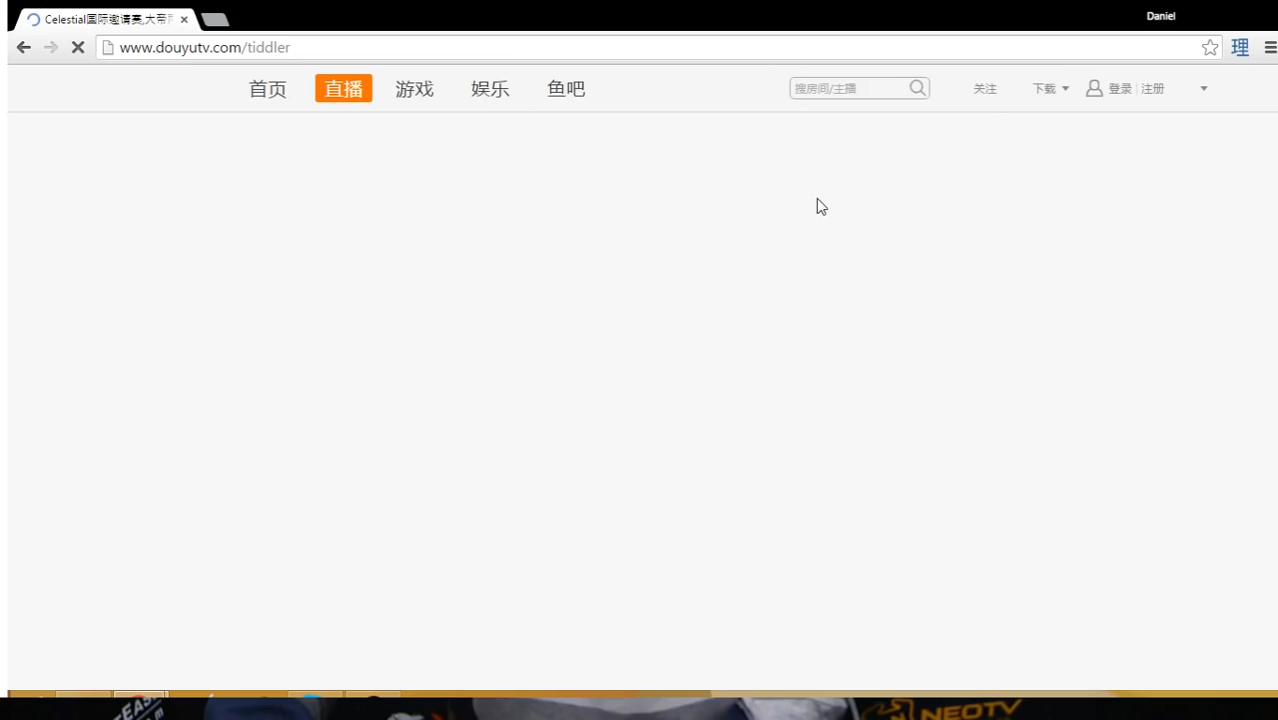 Celestial国际邀请赛,大帝
Daniel
www.douyutv.com/tiddler
理
首页 直播 游戏 娱乐 鱼吧 搜房间/主播 关注 下载 登录 注册
NEOTV